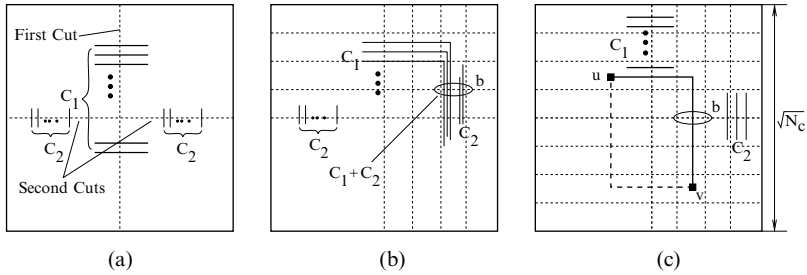 First Cut
C1
C2
C2
Second Cuts
(a)
C1
b
C2
C2
C1+C2
(b)
C1
u
b
C2
v
√Nc
(c)